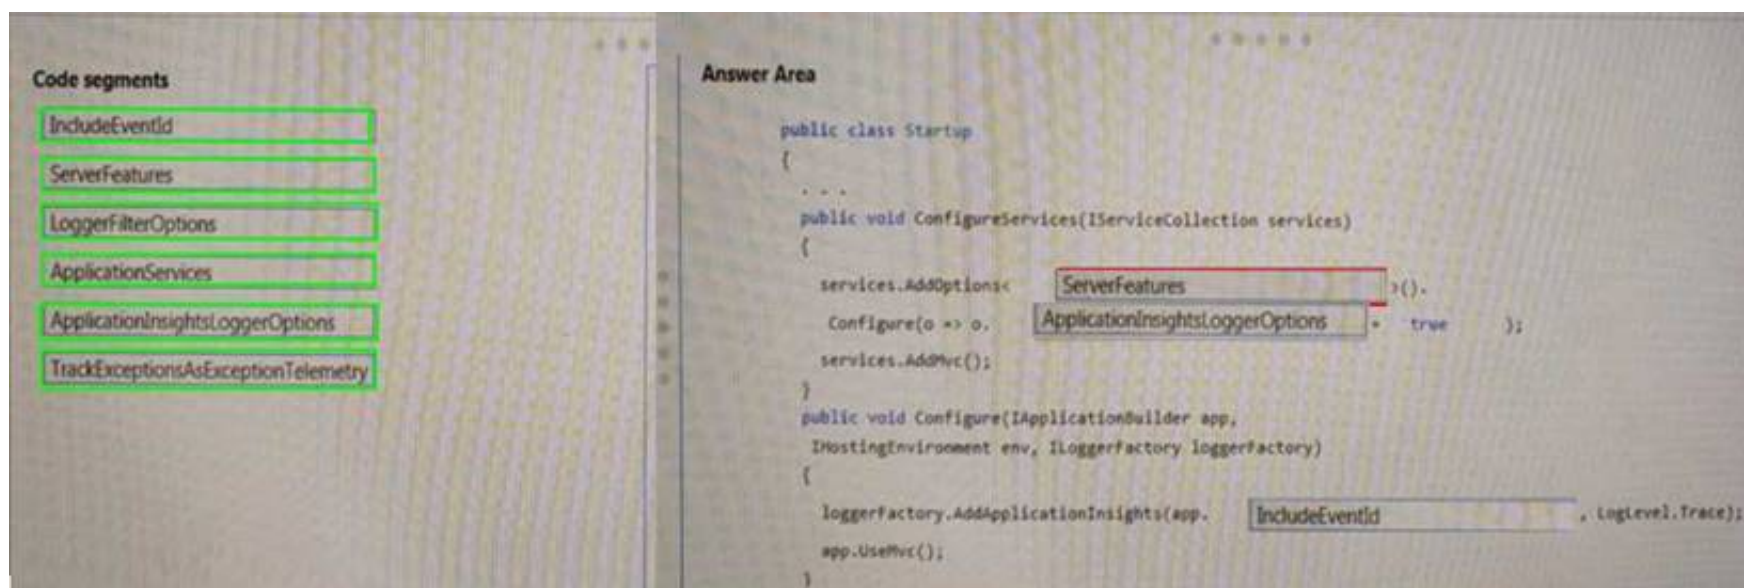 Code segments
IncludeEventId
ServerFeatures
LoggerFilterOptions
ApplicationServices
ApplicationInsightsLoggerOptions
TrackExceptionsAsExceptionTelemetry
Answer Area
public class Startup
{
. . .
public void ConfigureServices(IServiceCollection services)
{
services.AddOptions< ServerFeatures >().
Configure(o => o. ApplicationInsightsLoggerOptions = true );
services.AddMvc();
}
public void Configure(IApplicationBuilder app,
IHostingEnvironment env, ILoggerFactory loggerFactory)
{
loggerFactory.AddApplicationInsights(app. IncludeEventId , LogLevel.Trace);
app.UseMvc();
}